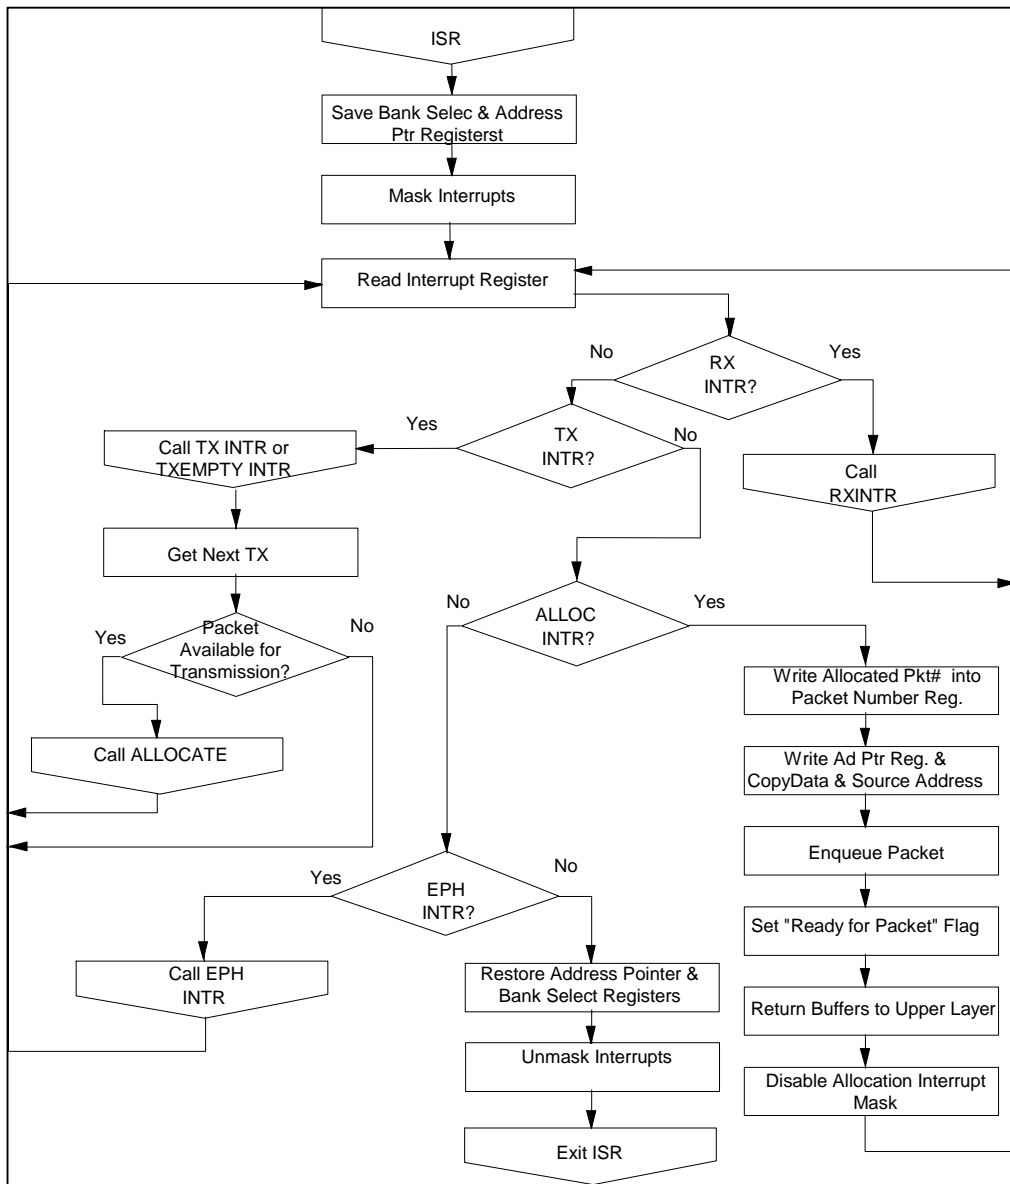 ISR
Save Bank Selec & Address
Ptr Registerst
Mask Interrupts
Read Interrupt Register
No
RX
INTR?
Yes
Yes
TX
INTR?
No
Call TX INTR or
TXEMPTY INTR
Call
RXINTR
Get Next TX
No
ALLOC
INTR?
Yes
Yes
Packet
Available for
Transmission?
No
Write Allocated Pkt# into
Packet Number Reg.
Call ALLOCATE
Write Ad Ptr Reg. &
CopyData & Source Address
Enqueue Packet
Yes
EPH
INTR?
No
Set "Ready for Packet" Flag
Call EPH
INTR
Restore Address Pointer &
Bank Select Registers
Return Buffers to Upper Layer
Unmask Interrupts
Disable Allocation Interrupt
Mask
Exit ISR